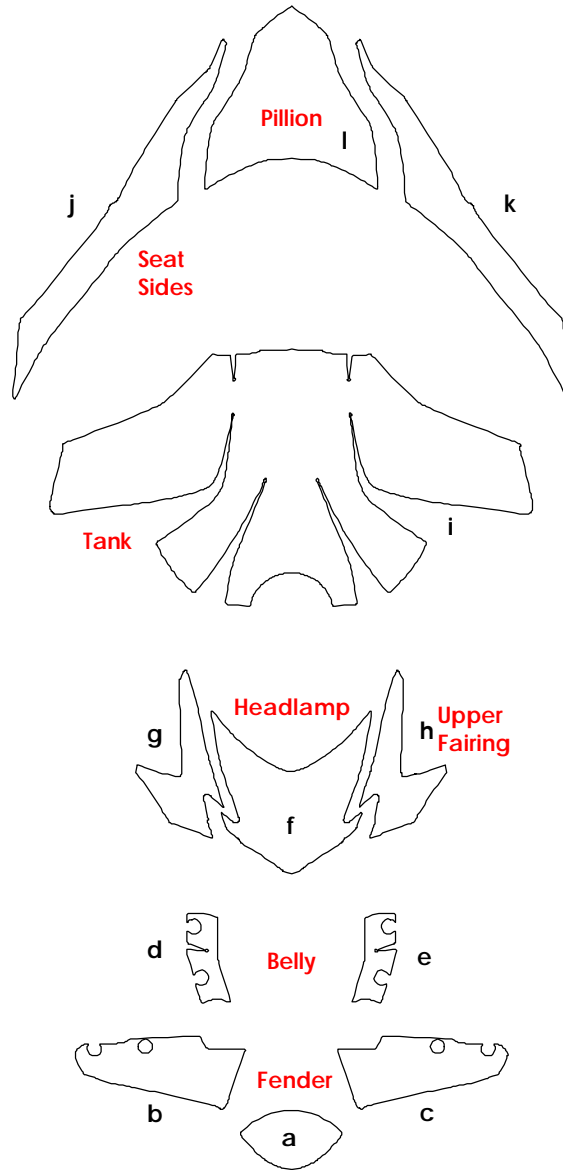 Pillion
l
j
k
Seat
Sides
i
Tank
Headlamp
g
h
Upper
Fairing
f
d
Belly
e
Fender
b
c
a